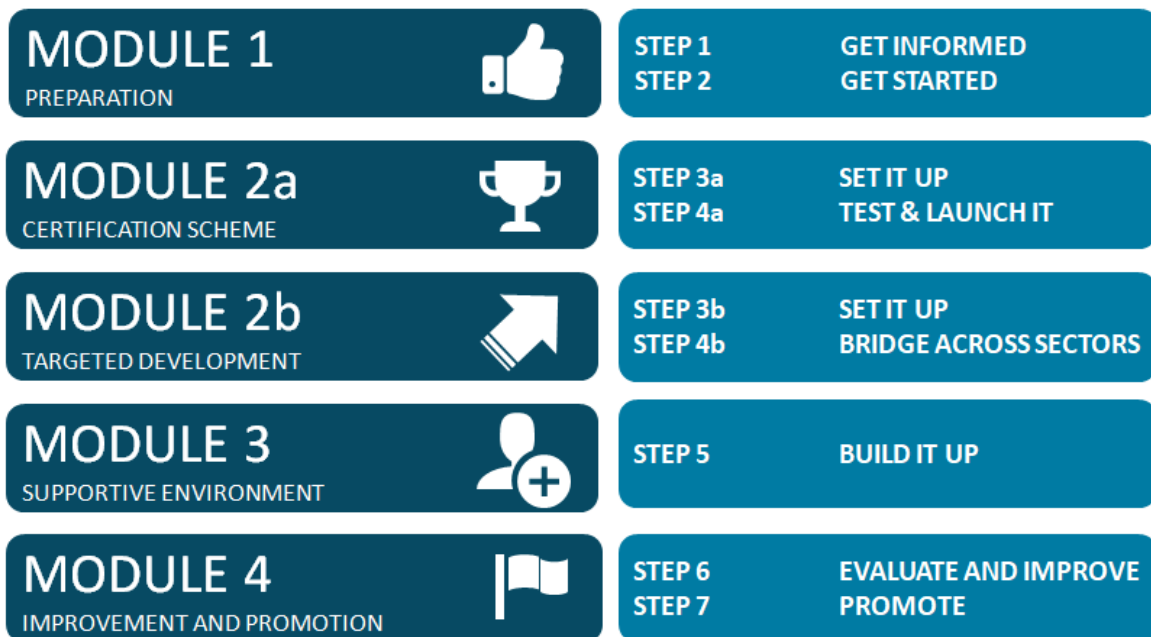 MODULE 1
PREPARATION
STEP 1 GET INFORMED
STEP 2 GET STARTED
MODULE 2a
CERTIFICATION SCHEME
STEP 3a SET IT UP
STEP 4a TEST & LAUNCH IT
MODULE 2b
TARGETED DEVELOPMENT
STEP 3b SET IT UP
STEP 4b BRIDGE ACROSS SECTORS
MODULE 3
SUPPORTIVE ENVIRONMENT
STEP 5 BUILD IT UP
MODULE 4
IMPROVEMENT AND PROMOTION
STEP 6 EVALUATE AND IMPROVE
STEP 7 PROMOTE